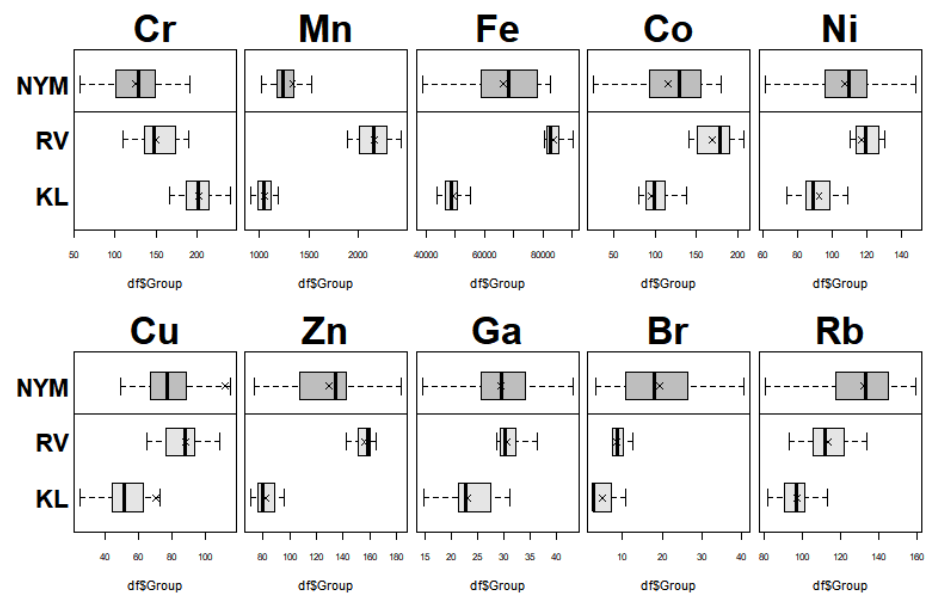 Cr Mn Fe Co Ni
NYM
RV
KL
50 100 150 200 1000 1500 2000 40000 80000 50 100 150 200 60 80 100 120 140
df$Group df$Group df$Group df$Group df$Group
Cu Zn Ga Br Rb
NYM
RV
KL
40 60 80 100 80 100 120 140 160 180 15 20 25 30 35 40 10 20 30 40 80 100 120 140 160
df$Group df$Group df$Group df$Group df$Group